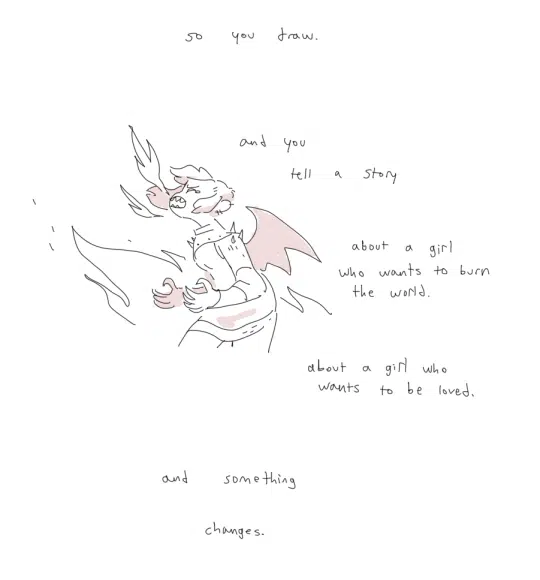 so you draw.
and you
tell a story
about a girl
who wants to burn
the world.
about a girl who
wants to be loved.
and something
changes.